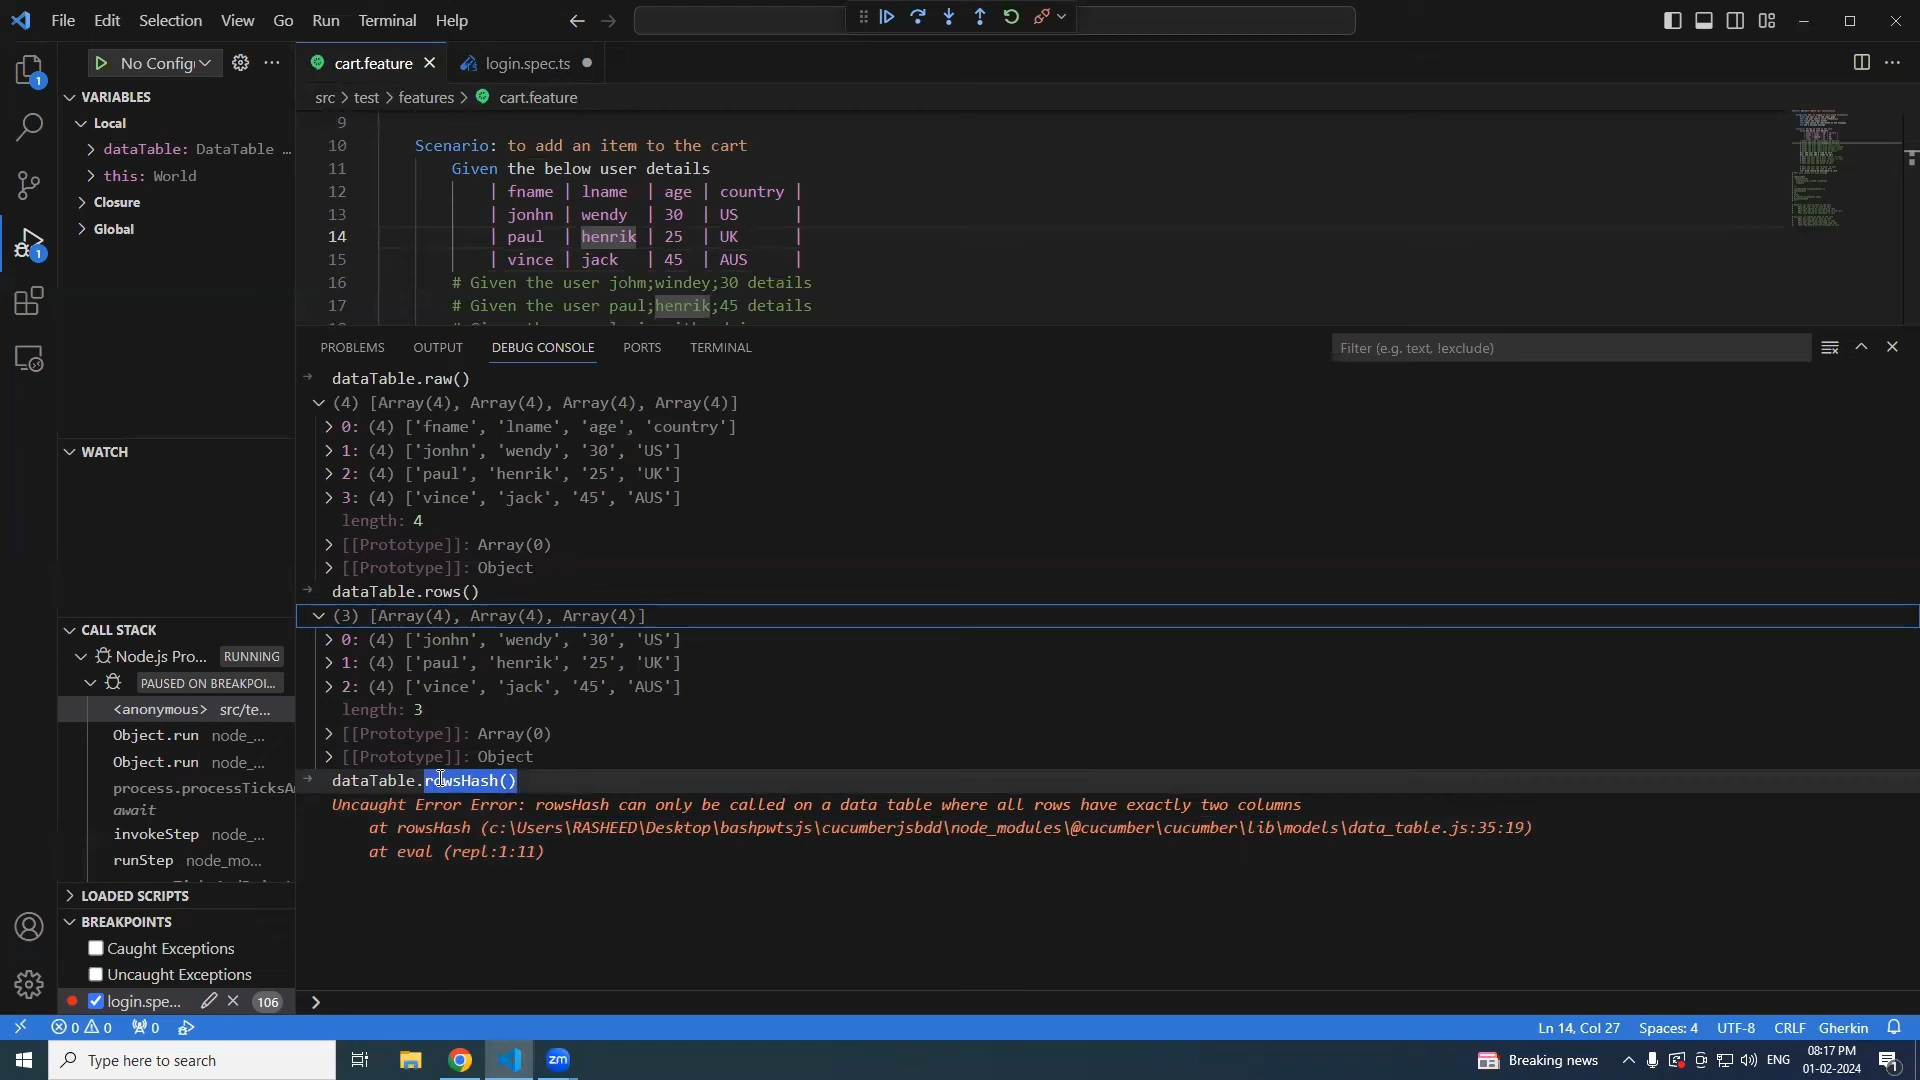 File Edit Selection View Go Run Terminal Help
No Config
cart.feature
login.spec.ts
src > test > features > cart.feature
VARIABLES
Local
dataTable: DataTable …
this: World
Closure
Global
WATCH
CALL STACK
Node.js Pro... RUNNING
PAUSED ON BREAKPOI...
<anonymous> src/te...
Object.run node_...
Object.run node_...
process.processTicksA
await
invokeStep node_...
runStep node_mo...
LOADED SCRIPTS
BREAKPOINTS
Caught Exceptions
Uncaught Exceptions
login.spe... 106
9
10 Scenario: to add an item to the cart
11 Given the below user details
12 | fname | lname | age | country |
13 | jonhn | wendy | 30 | US |
14 | paul | henrik | 25 | UK |
15 | vince | jack | 45 | AUS |
16 # Given the user johm;windey;30 details
17 # Given the user paul;henrik;45 details
PROBLEMS OUTPUT DEBUG CONSOLE PORTS TERMINAL
Filter (e.g. text, !exclude)
dataTable.raw()
(4) [Array(4), Array(4), Array(4), Array(4)]
0: (4) ['fname', 'lname', 'age', 'country']
1: (4) ['jonhn', 'wendy', '30', 'US']
2: (4) ['paul', 'henrik', '25', 'UK']
3: (4) ['vince', 'jack', '45', 'AUS']
length: 4
[[Prototype]]: Array(0)
[[Prototype]]: Object
dataTable.rows()
(3) [Array(4), Array(4), Array(4)]
0: (4) ['jonhn', 'wendy', '30', 'US']
1: (4) ['paul', 'henrik', '25', 'UK']
2: (4) ['vince', 'jack', '45', 'AUS']
length: 3
[[Prototype]]: Array(0)
[[Prototype]]: Object
dataTable.rowsHash()
Uncaught Error Error: rowsHash can only be called on a data table where all rows have exactly two columns
at rowsHash (c:\Users\RASHEED\Desktop\bashpwtsjs\cucumberjsbdd\node_modules\@cucumber\cucumber\lib\models\data_table.js:35:19)
at eval (repl:1:11)
0 0 0
Ln 14, Col 27 Spaces: 4 UTF-8 CRLF Gherkin
Type here to search
zm
Breaking news
ENG
08:17 PM
01-02-2024